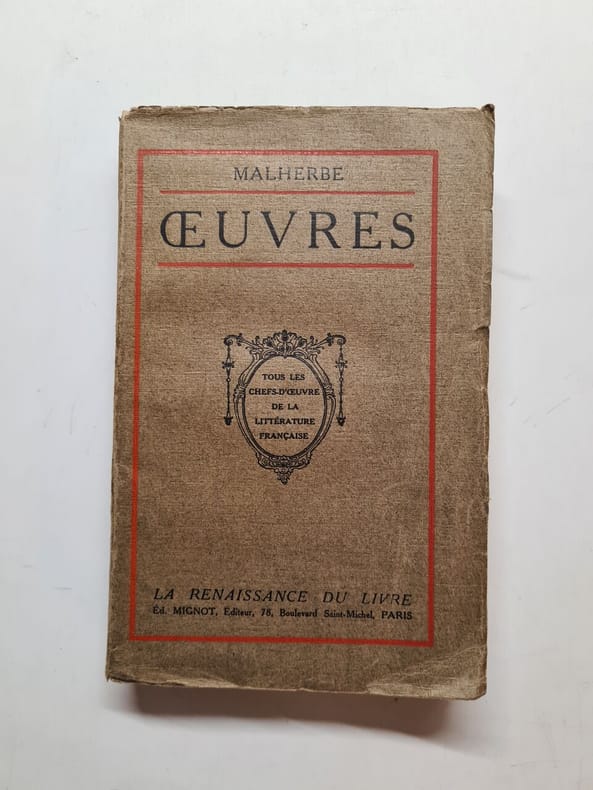 MALHERBE
ŒUVRES
TOUS LES
CHEFS-D'ŒUVRE
DE LA
LITTÉRATURE
FRANÇAISE
LA RENAISSANCE DU LIVRE
Éd. MIGNOT, Editeur, 78, Boulevard Saint-Michel, PARIS